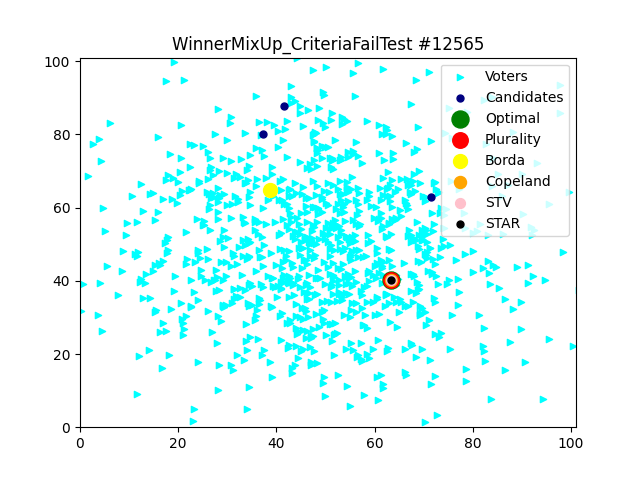 WinnerMixUp_CriteriaFailTest #12565
100
80
60
40
20
0
0
20
40
60
80
100
Voters
Candidates
Optimal
Plurality
Borda
Copeland
STV
STAR